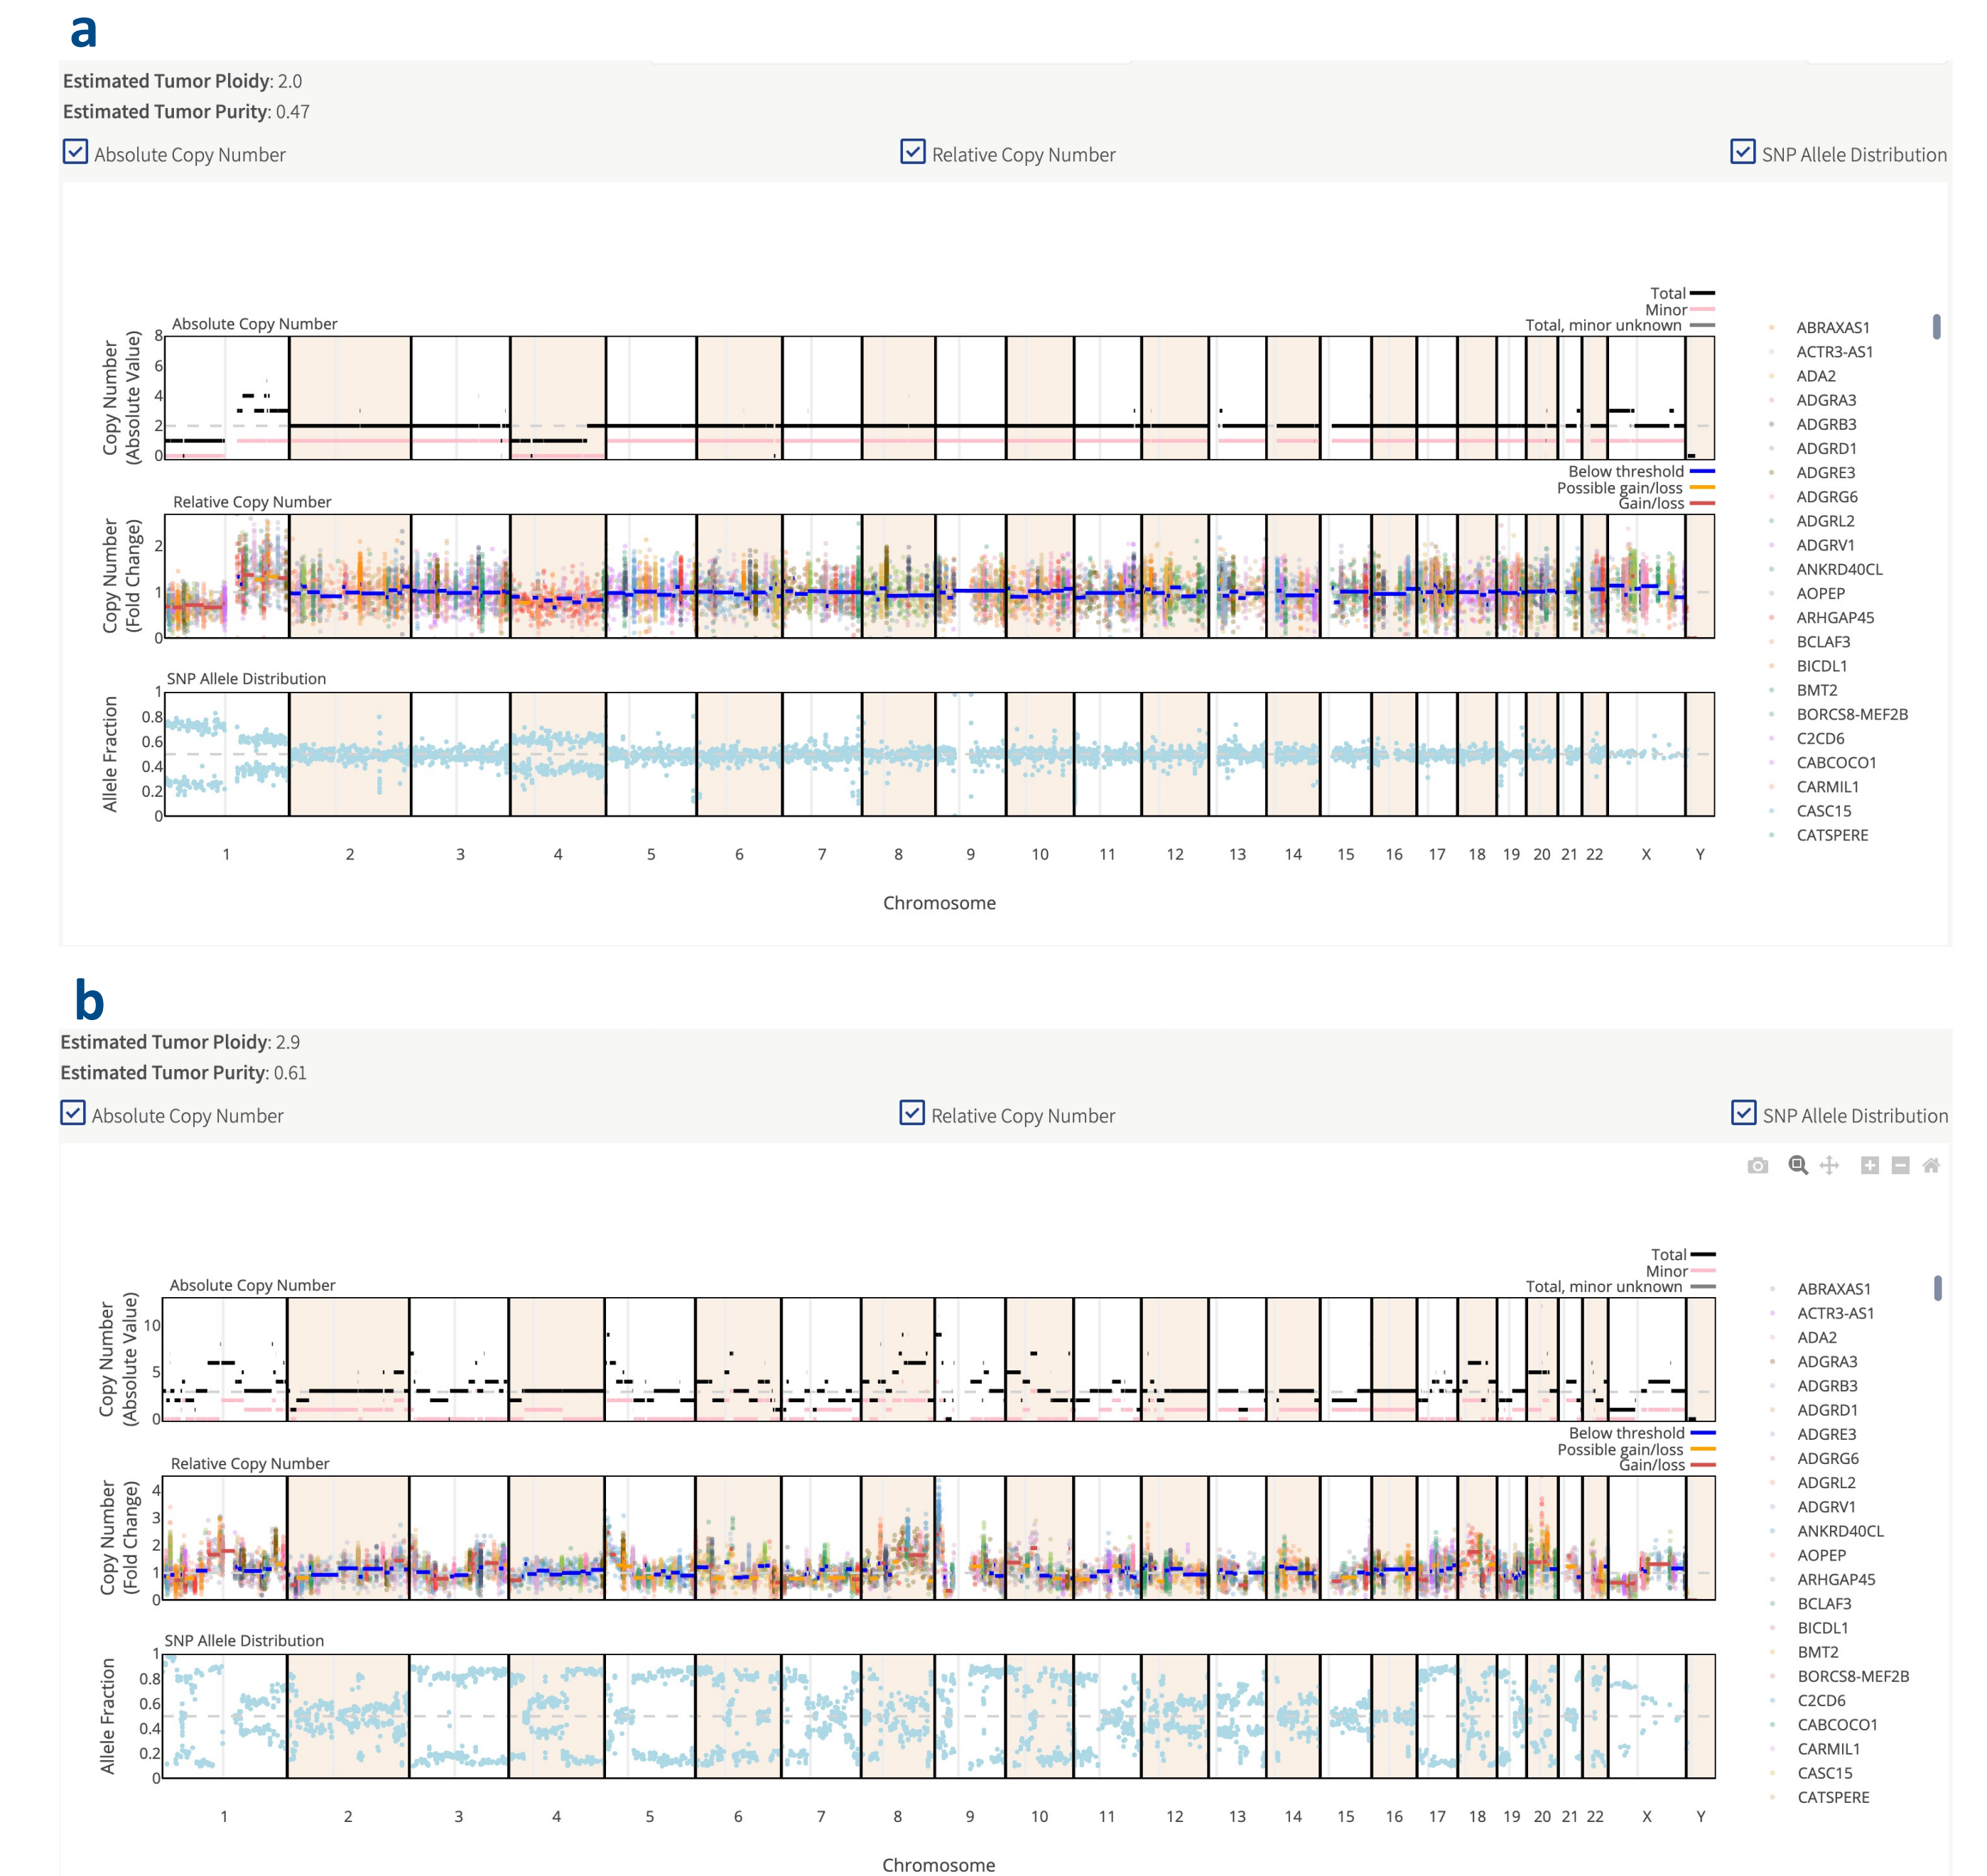 a
Estimated Tumor Ploidy: 2.0
Estimated Tumor Purity: 0.47
Absolute Copy Number
Relative Copy Number
SNP Allele Distribution
Total
Minor
Total, minor unknown
Absolute Copy Number
Copy Number
(Absolute Value)
8
6
4
2
0
Below threshold
Possible gain/loss
Gain/loss
Relative Copy Number
Copy Number
(Fold Change)
2
1
0
SNP Allele Distribution
Allele Fraction
1
0.8
0.6
0.4
0.2
0
1 2 3 4 5 6 7 8 9 10 11 12 13 14 15 16 17 18 19 20 21 22 X Y
Chromosome
ABRAXAS1
ACTR3-AS1
ADA2
ADGRA3
ADGRB3
ADGRD1
ADGRE3
ADGRG6
ADGRL2
ADGRV1
ANKRD40CL
AOPEP
ARHGAP45
BCLAF3
BICDL1
BMT2
BORCS8-MEF2B
C2CD6
CABCOCO1
CARMIL1
CASC15
CATSPERE
b
Estimated Tumor Ploidy: 2.9
Estimated Tumor Purity: 0.61
Absolute Copy Number
Relative Copy Number
SNP Allele Distribution
Total
Minor
Total, minor unknown
Absolute Copy Number
Copy Number
(Absolute Value)
10
5
0
Below threshold
Possible gain/loss
Gain/loss
Relative Copy Number
Copy Number
(Fold Change)
4
3
2
1
0
SNP Allele Distribution
Allele Fraction
1
0.8
0.6
0.4
0.2
0
1 2 3 4 5 6 7 8 9 10 11 12 13 14 15 16 17 18 19 20 21 22 X Y
Chromosome
ABRAXAS1
ACTR3-AS1
ADA2
ADGRA3
ADGRB3
ADGRD1
ADGRE3
ADGRG6
ADGRL2
ADGRV1
ANKRD40CL
AOPEP
ARHGAP45
BCLAF3
BICDL1
BMT2
BORCS8-MEF2B
C2CD6
CABCOCO1
CARMIL1
CASC15
CATSPERE